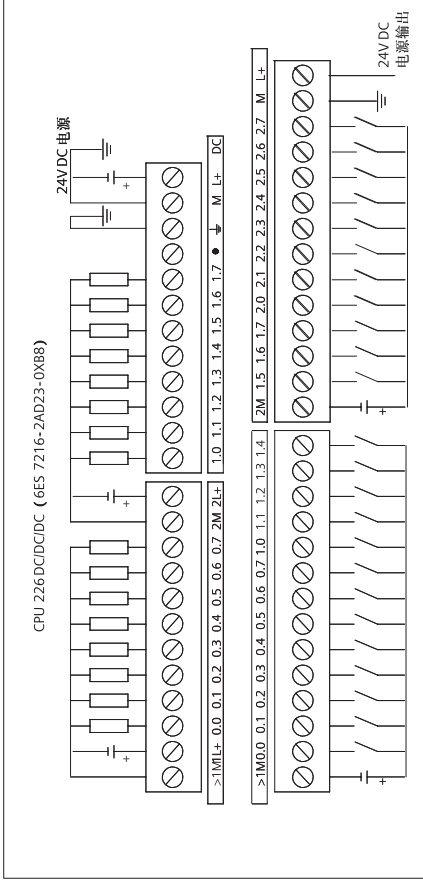 CPU 226 DC/DC/DC ( 6ES 7216-2AD23-0XB8)
24V DC 电源
+ + + +
>1M1L+ 0.0 0.1 0.2 0.3 0.4 0.5 0.6 0.7 2M 2L+ 1.0 1.1 1.2 1.3 1.4 1.5 1.6 1.7 M L+ DC
>1M0.0 0.1 0.2 0.3 0.4 0.5 0.6 0.7 1.0 1.1 1.2 1.3 1.4 2M 1.5 1.6 1.7 2.0 2.1 2.2 2.3 2.4 2.5 2.6 2.7 M L+
+ +
24V DC
电源输出